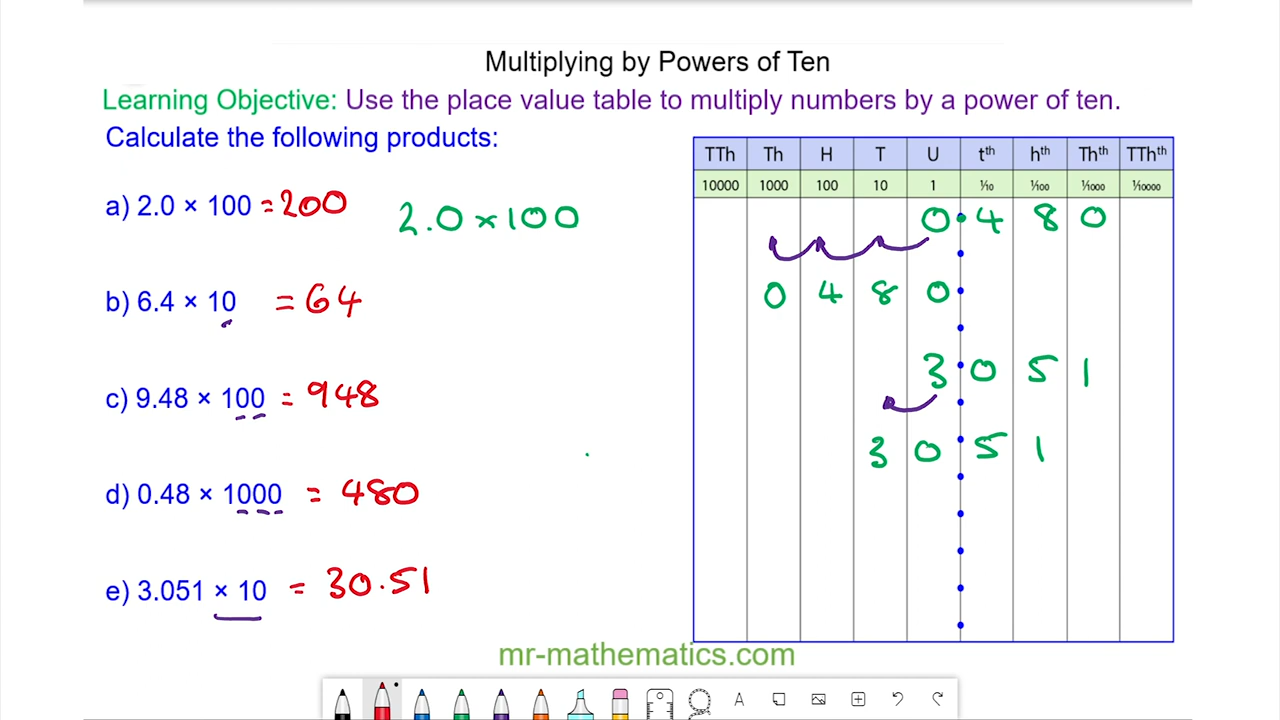 Multiplying by Powers of Ten
Learning Objective: Use the place value table to multiply numbers by a power of ten.
Calculate the following products:
a) 2.0 × 100 = 200
2.0 × 100
b) 6.4 × 10 = 64
c) 9.48 × 100 = 948
d) 0.48 × 1000 = 480
e) 3.051 × 10 = 30.51
TTh Th H T U tᵗʰ hᵗʰ Thᵗʰ TThᵗʰ
10000 1000 100 10 1 1/10 1/100 1/1000 1/10000
0 . 4 8 0
0 4 8 0 .
3 . 0 5 1
3 0 . 5 1
mr-mathematics.com
A